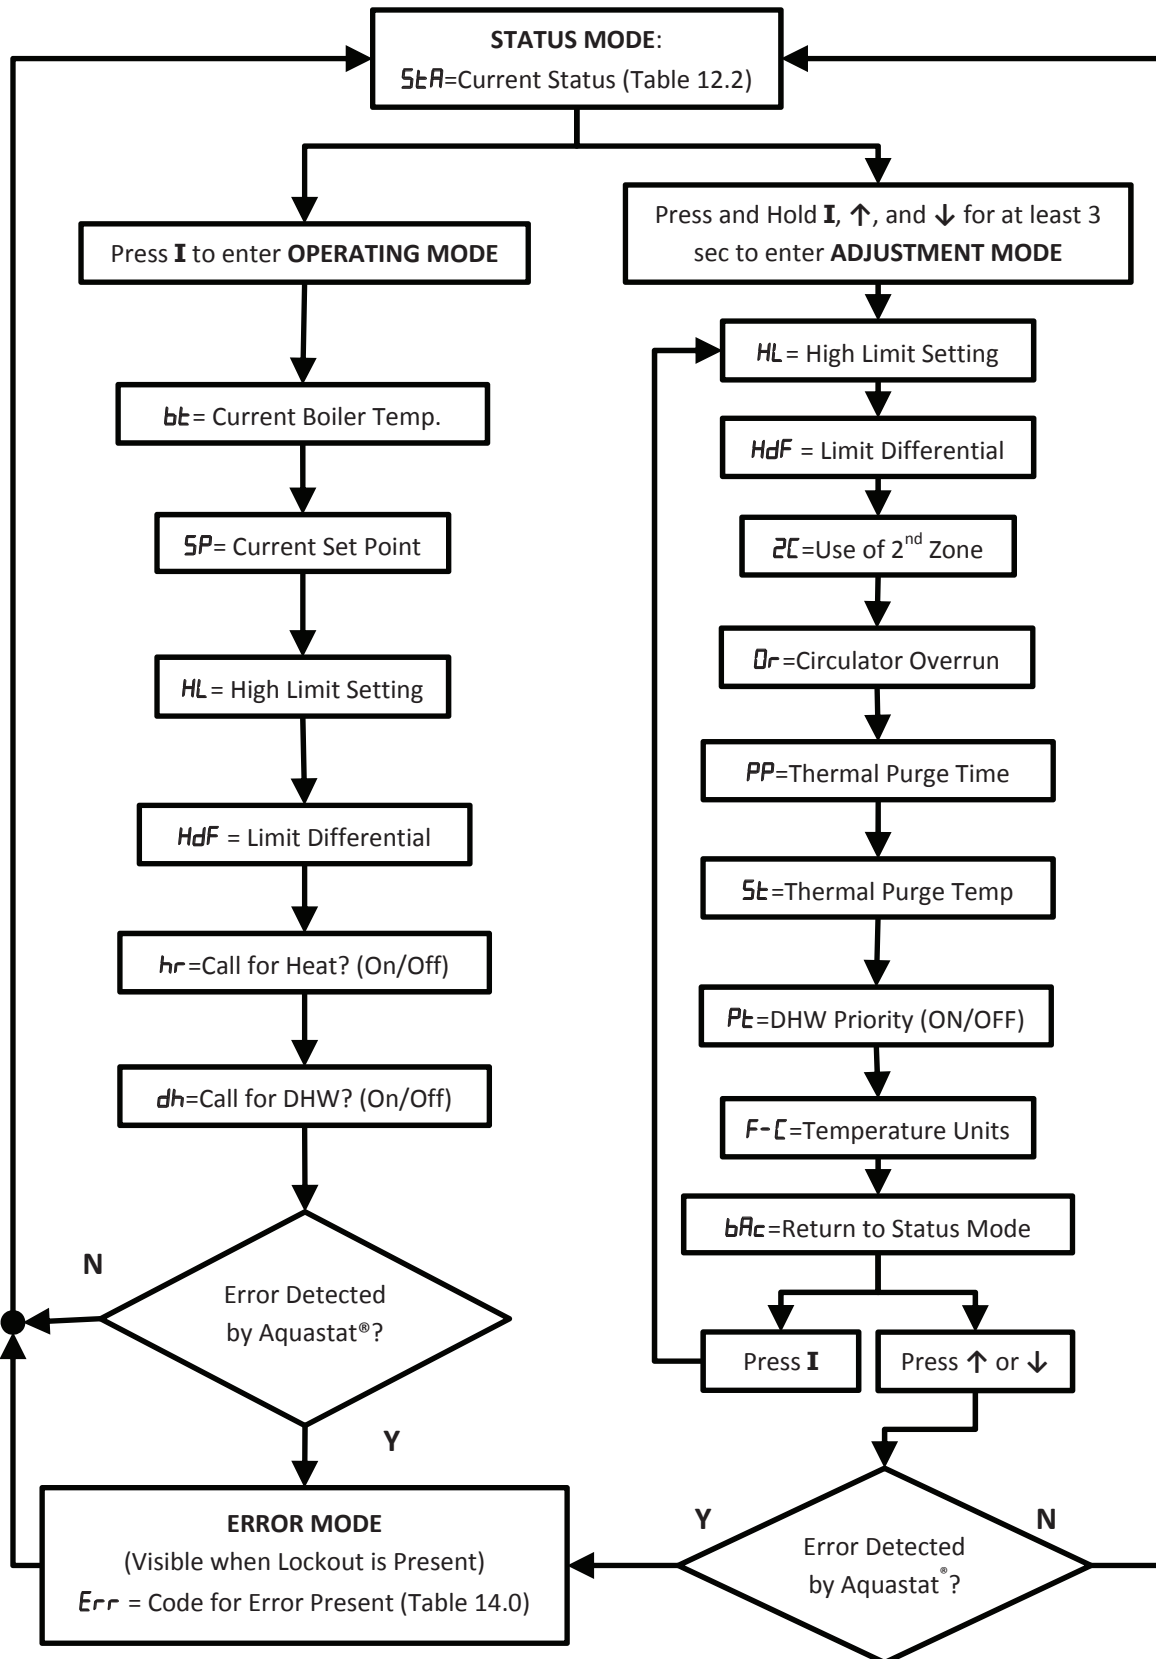 STATUS MODE:
StA=Current Status (Table 12.2)
Press I to enter OPERATING MODE
bt= Current Boiler Temp.
SP= Current Set Point
HL= High Limit Setting
HdF = Limit Differential
hr=Call for Heat? (On/Off)
dh=Call for DHW? (On/Off)
Error Detected
by Aquastat®?
N
Y
ERROR MODE
(Visible when Lockout is Present)
Err = Code for Error Present (Table 14.0)
Press and Hold I, ↑, and ↓ for at least 3
sec to enter ADJUSTMENT MODE
HL= High Limit Setting
HdF = Limit Differential
2C=Use of 2nd Zone
Or=Circulator Overrun
PP=Thermal Purge Time
St=Thermal Purge Temp
Pt=DHW Priority (ON/OFF)
F-C=Temperature Units
bAc=Return to Status Mode
Press I
Press ↑ or ↓
Y
N
Error Detected
by Aquastat®?